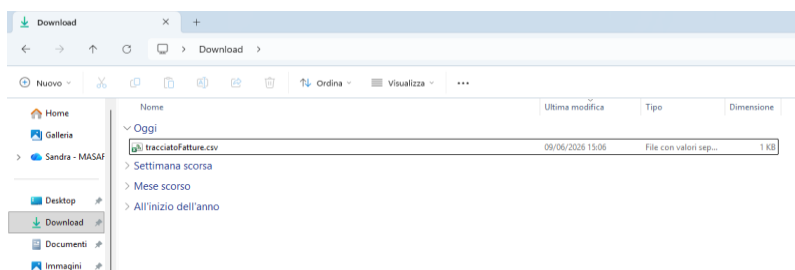 Download
Download
Nuovo
Ordina
Visualizza
Home
Galleria
Sandra - MASAF
Desktop
Download
Documenti
Immagini
Nome
Ultima modifica
Tipo
Dimensione
Oggi
tracciatoFatture.csv
09/06/2026 15:06
File con valori sep...
1 KB
Settimana scorsa
Mese scorso
All'inizio dell'anno